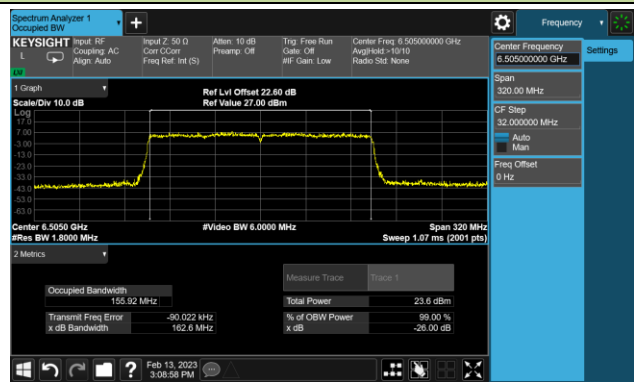 Spectrum Analyzer 1
Occupied BW
Frequency
KEYSIGHT Input: RF Input Z: 50 Ω Atten: 10 dB Trig: Free Run Center Freq: 6.505000000 GHz
L Coupling: AC Corr CCorr Preamp: Off Gate: Off Avg|Hold:>10/10
Align: Auto Freq Ref: Int (S) #IF Gain: Low Radio Std: None
LXI
Center Frequency Settings
6.505000000 GHz
Span
320.00 MHz
CF Step
32.000000 MHz
Auto
Man
Freq Offset
0 Hz
1 Graph
Ref Lvl Offset 22.60 dB
Scale/Div 10.0 dB Ref Value 27.00 dBm
Log
17.0
7.00
-3.00
-13.0
-23.0
-33.0
-43.0
-53.0
-63.0
Center 6.5050 GHz #Video BW 6.0000 MHz Span 320 MHz
#Res BW 1.8000 MHz Sweep 1.07 ms (2001 pts)
2 Metrics
Measure Trace Trace 1
Occupied Bandwidth
155.92 MHz Total Power 23.6 dBm
Transmit Freq Error -90.022 kHz % of OBW Power 99.00 %
x dB Bandwidth 162.6 MHz x dB -26.00 dB
? Feb 13, 2023
3:08:58 PM